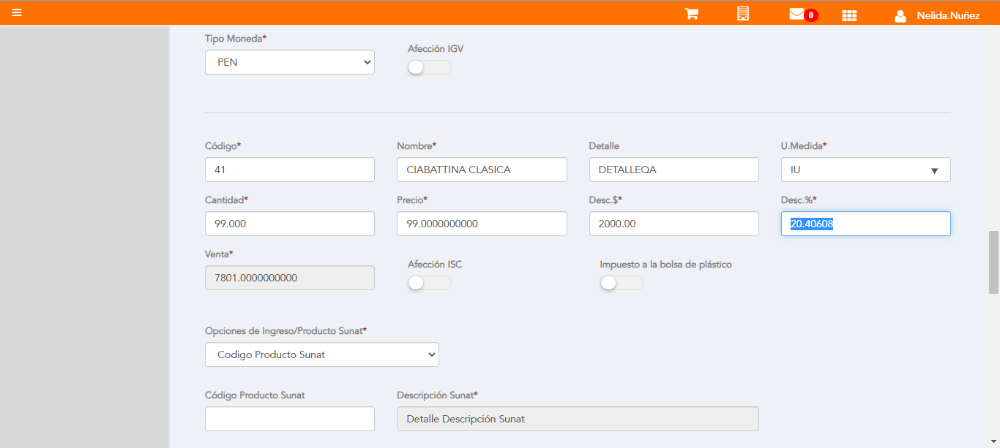 0
Nelida.Nuñez
Tipo Moneda*
Afección IGV
PEN
Código*
Nombre*
Detalle
U.Medida*
41
CIABATTINA CLASICA
DETALLEQA
IU
Cantidad*
Precio*
Desc.$*
Desc.%*
99.000
99.0000000000
2000.00
20.40608
Venta*
Afección ISC
Impuesto a la bolsa de plástico
7801.0000000000
Opciones de Ingreso/Producto Sunat*
Codigo Producto Sunat
Código Producto Sunat
Descripción Sunat*
Detalle Descripción Sunat